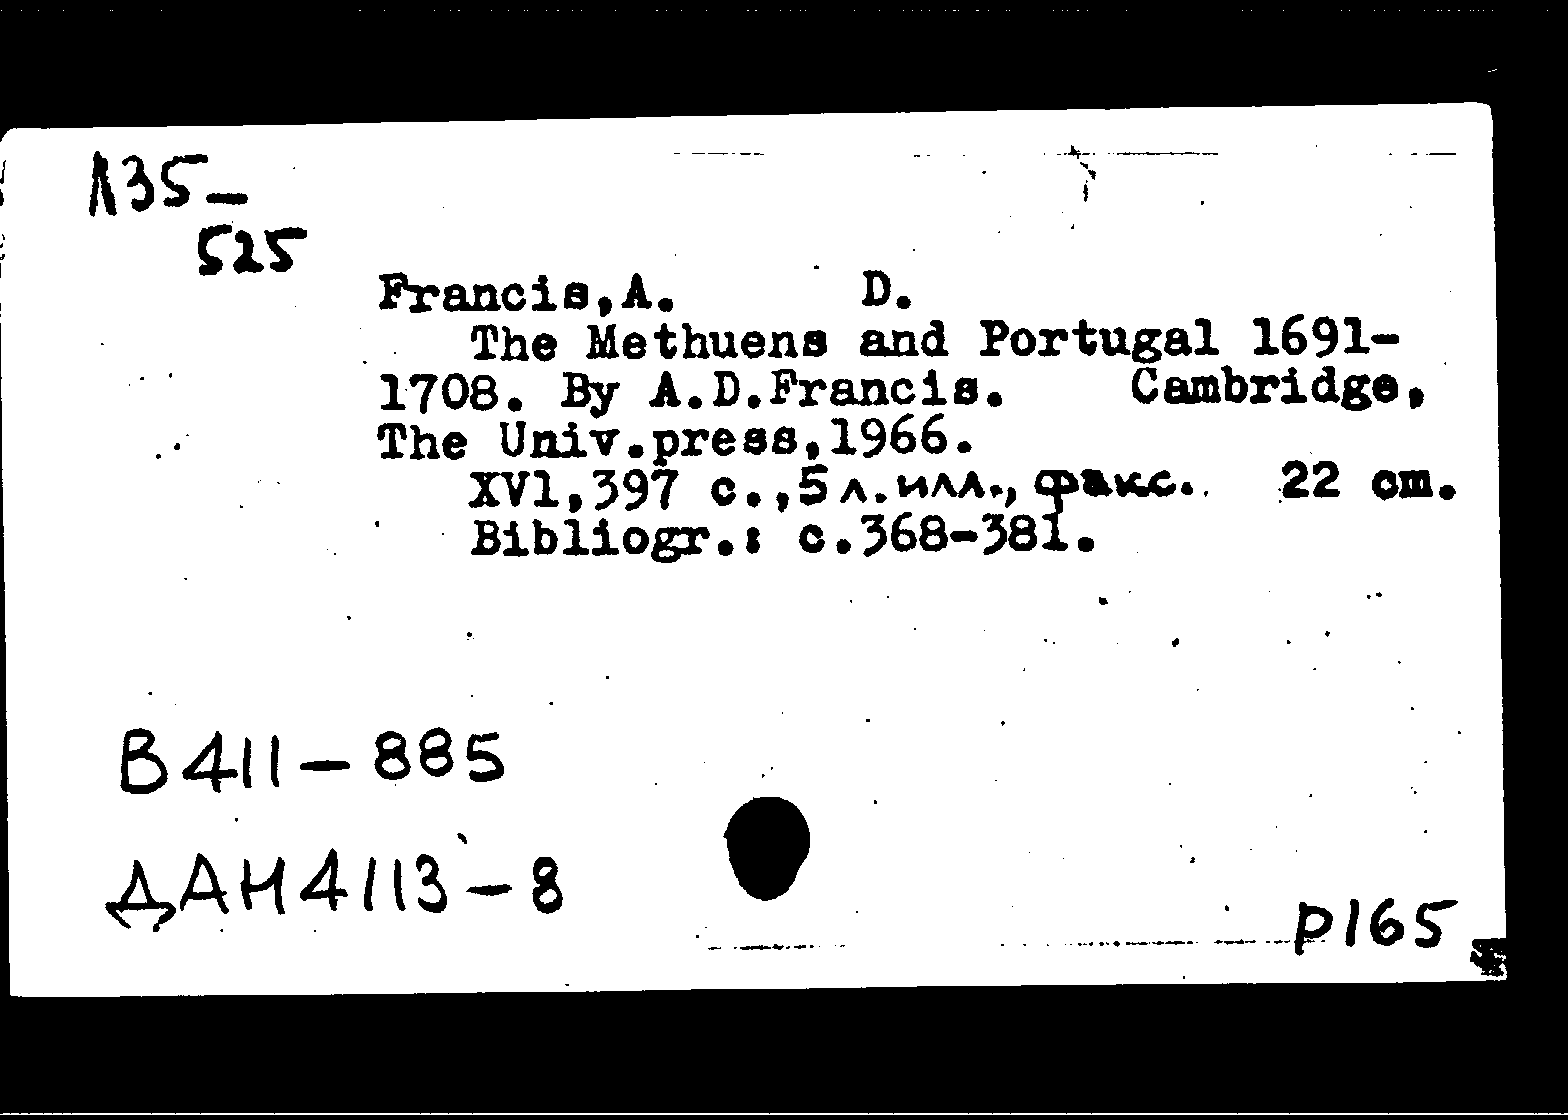 Л35-
525
Francis,A. D.
The Methuens and Portugal 1691-
1708. By A.D.Francis. Cambridge,
The Univ.press,1966.
XVl,397 c.,5 л.илл., факс. 22 cm.
Bibliogr.: c.368-381.
В411-885
ДАН4113-8
р165